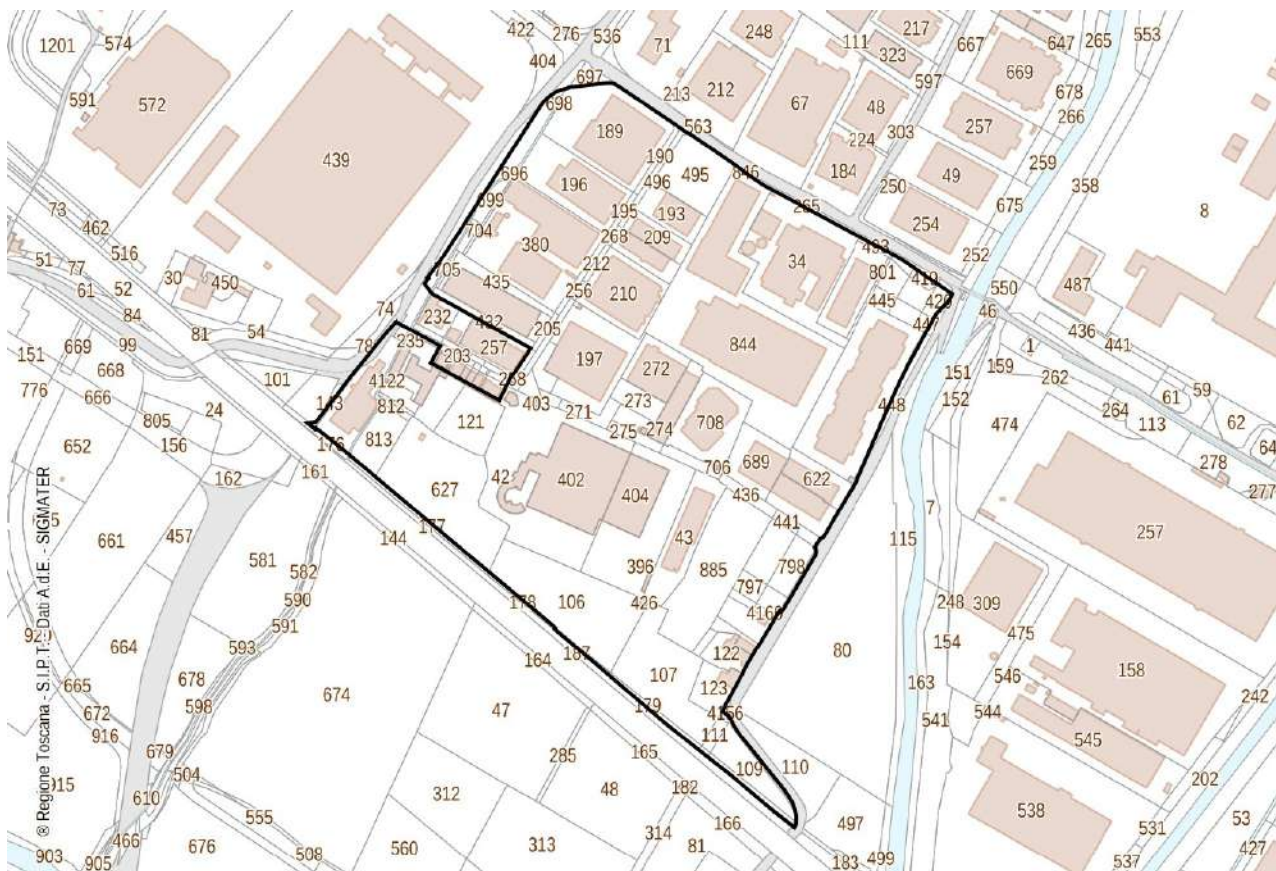 422 276 536 217
1201 574 71 248 111 323 667 647 265 553
404
697 669
591 572 213 212 67 48 597 678
698 266
189 563 257
439 190 224 303 259
696 496 495 846 184 250 49 358
196
73 699 195 193 265 675 8
462 704 268 209 254
51 516 380 493 252
77 30 450 212 34 801 419
61 52 705 435 256 210 445 420 550 487
84 74 232 432 205 46 436
81 54 235 257 844 441
151 669 99 78 203 197 272 1
776 668 101 4122 268 151 159 262 59
666 24 143 812 403 271 273 448 152 264 61
805 121 708 113 62
652 156 176 813 275 274 474 64
162 161 42 402 706 689 622 278
627 404 436 277
457 177 441 7 257
661 144 43 115
581 582 396 885 798
590 178 106 426 797 248 309
591 4168 475
664 593 164 187 122 80 154
665 678 674 107 123 163 546 158
672 598 47 179 4156 541 544 242
916 111 545
679 285 165 109 110
504 182 202
610 312 48 538
555 166 497 531 53
466 314
903 905 676 508 560 313 81 183 499 537 427
® Regione Toscana - S.I.P.T.: Dati A.d.E. - SIGMATER